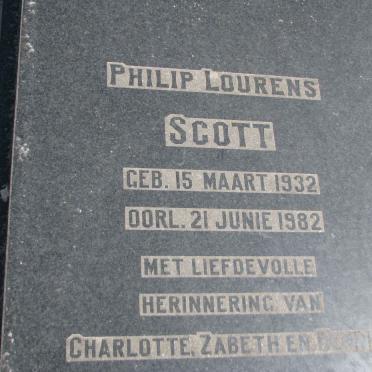 PHILIP LOURENS
SCOTT
GEB. 15 MAART 1932
OORL. 21 JUNIE 1982
MET LIEFDEVOLLE
HERINNERING VAN
CHARLOTTE, ZABETH EN